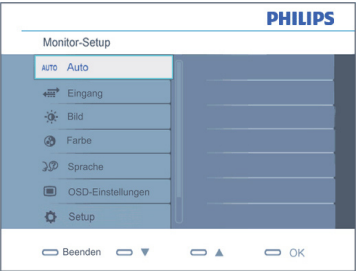 PHILIPS
Monitor-Setup
AUTO Auto
Eingang
Bild
Farbe
Sprache
OSD-Einstellungen
Setup
Beenden ▼ ▲ OK